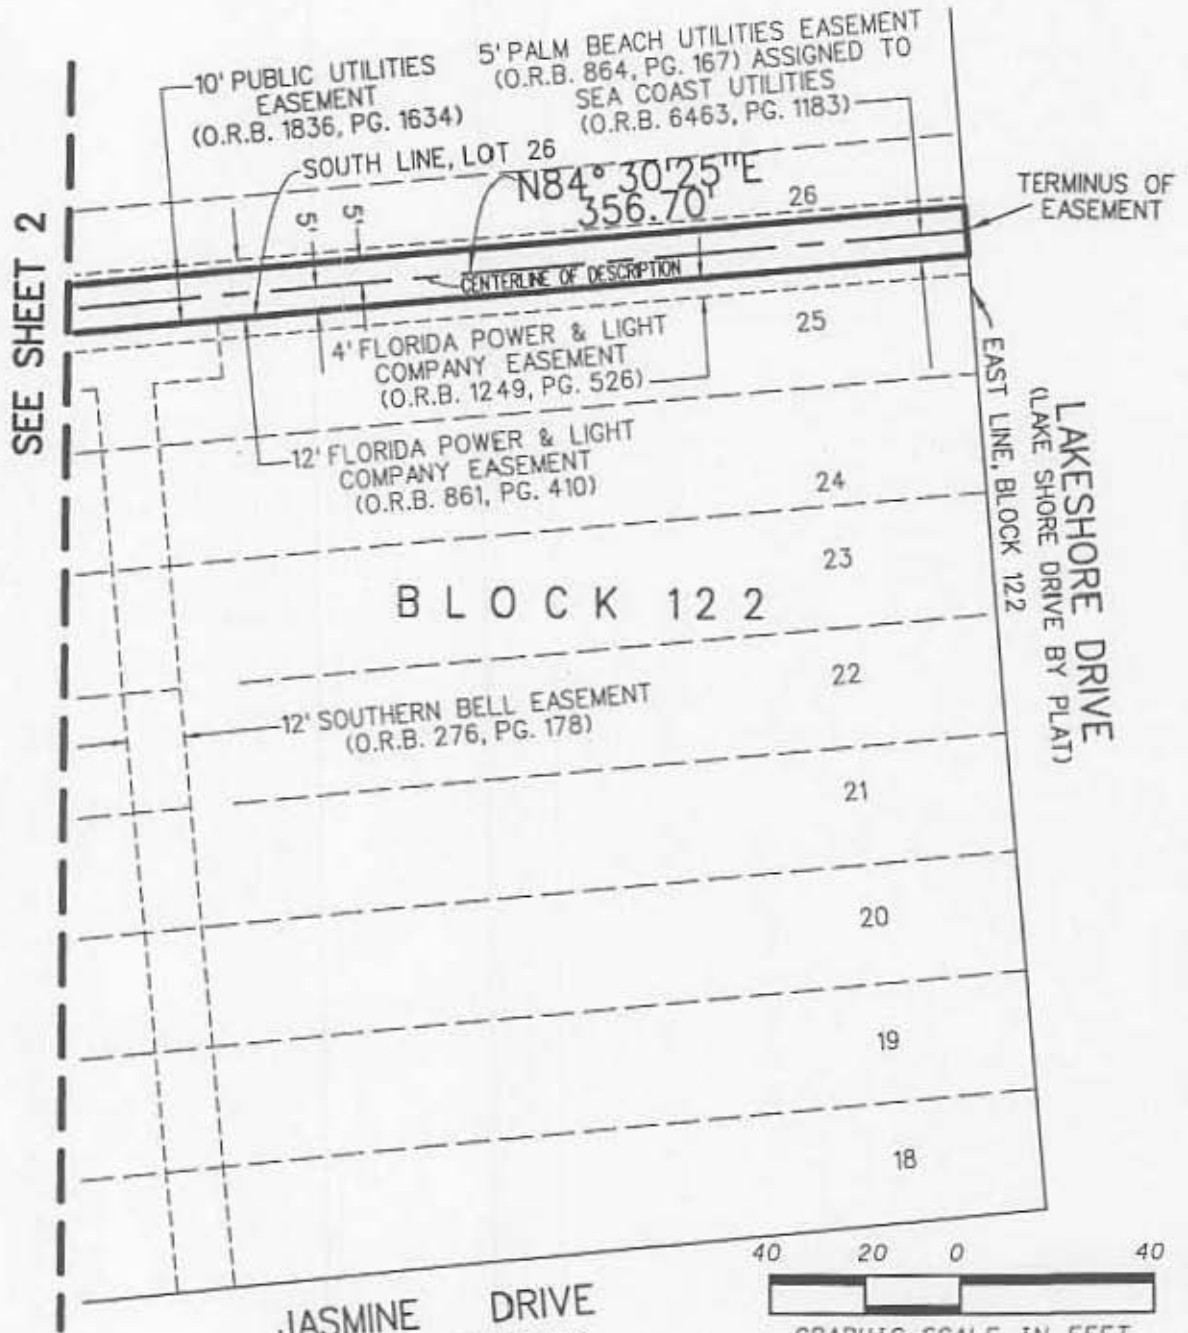 10' PUBLIC UTILITIES
EASEMENT
(O.R.B. 1836, PG. 1634)
5' PALM BEACH UTILITIES EASEMENT
(O.R.B. 864, PG. 167) ASSIGNED TO
SEA COAST UTILITIES
(O.R.B. 6463, PG. 1183)
SOUTH LINE, LOT 26
N84° 30'25"E
356.70'
26
TERMINUS OF
EASEMENT
SEE SHEET 2
5'
5'
CENTERLINE OF DESCRIPTION
25
4' FLORIDA POWER & LIGHT
COMPANY EASEMENT
(O.R.B. 1249, PG. 526)
12' FLORIDA POWER & LIGHT
COMPANY EASEMENT
(O.R.B. 861, PG. 410)
EAST LINE, BLOCK 122
LAKESHORE DRIVE
(LAKE SHORE DRIVE BY PLAT)
24
23
BLOCK 122
22
12' SOUTHERN BELL EASEMENT
(O.R.B. 276, PG. 178)
21
20
19
18
JASMINE DRIVE
40 20 0 40
GRAPHIC SCALE IN FEET